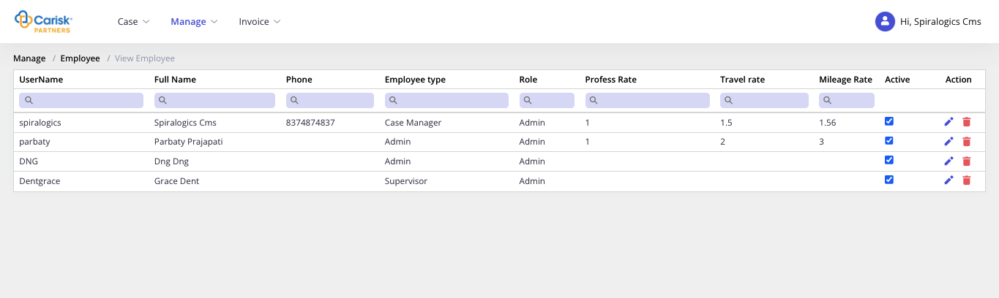 Carisk PARTNERS Case Manage Invoice Hi, Spiralogics Cms
Manage / Employee / View Employee
UserName Full Name Phone Employee type Role Profess Rate Travel rate Mileage Rate Active Action
spiralogics Spiralogics Cms 8374874837 Case Manager Admin 1 1.5 1.56
parbaty Parbaty Prajapati Admin Admin 1 2 3
DNG Dng Dng Admin Admin
Dentgrace Grace Dent Supervisor Admin